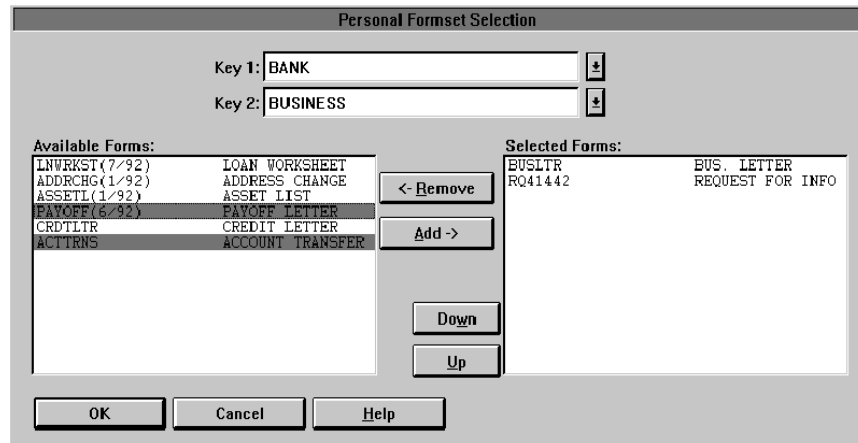 Personal Formset Selection
Key 1: BANK
Key 2: BUSINESS
Available Forms:
LNWRKST(7/92) LOAN WORKSHEET
ADDRCHG(1/92) ADDRESS CHANGE
ASSETL(1/92) ASSET LIST
PAYOFF(6/92) PAYOFF LETTER
CRDTLTR CREDIT LETTER
ACTTRNS ACCOUNT TRANSFER
<- Remove
Add ->
Down
Up
Selected Forms:
BUSLTR BUS. LETTER
RQ41442 REQUEST FOR INFO
OK Cancel Help